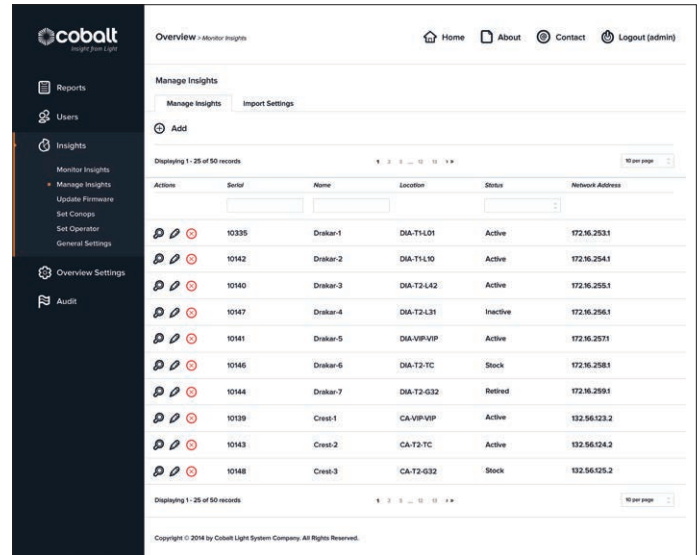 cobalt
Insight from Light
Overview > Monitor Insights
Home About Contact Logout (admin)
Reports
Users
Insights
Monitor Insights
Manage Insights
Update Firmware
Set Conops
Set Operator
General Settings
Overview Settings
Audit
Manage Insights
Manage Insights Import Settings
Add
Displaying 1 - 25 of 50 records 10 per page
Actions Serial Name Location Status Network Address
10335 Drakar-1 DIA-T1-L01 Active 172.16.253.1
10142 Drakar-2 DIA-T1-L10 Active 172.16.254.1
10140 Drakar-3 DIA-T2-L42 Active 172.16.255.1
10147 Drakar-4 DIA-T2-L31 Inactive 172.16.256.1
10141 Drakar-5 DIA-VIP-VIP Active 172.16.257.1
10146 Drakar-6 DIA-T2-TC Stock 172.16.258.1
10144 Drakar-7 DIA-T2-G32 Retired 172.16.259.1
10139 Crest-1 CA-VIP-VIP Active 132.56.123.2
10143 Crest-2 CA-T2-TC Active 132.56.124.2
10148 Crest-3 CA-T2-G32 Stock 132.56.125.2
Displaying 1 - 25 of 50 records 10 per page
Copyright © 2014 by Cobalt Light System Company. All Rights Reserved.